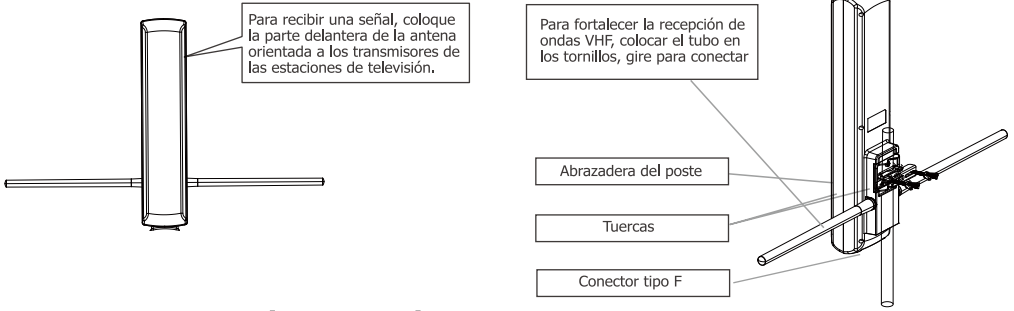 Para recibir una señal, coloque
la parte delantera de la antena
orientada a los transmisores de
las estaciones de televisión.
Para fortalecer la recepción de
ondas VHF, colocar el tubo en
los tornillos, gire para conectar
Abrazadera del poste
Tuercas
Conector tipo F